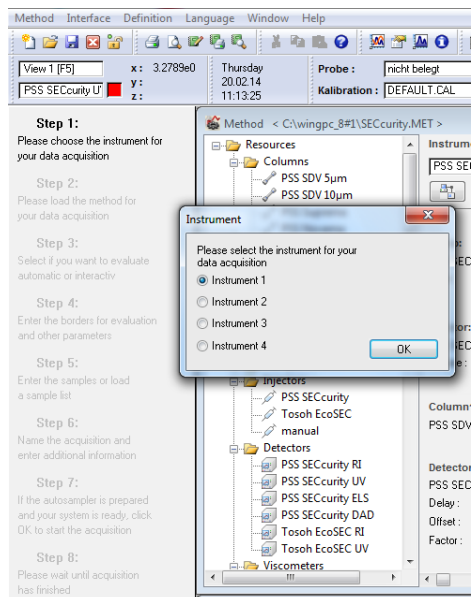 Method Interface Definition Language Window Help
View 1 [F5]
x: 3.2789e0
Thursday
Probe :
nicht belegt
PSS SECcurity U
y:
20.02.14
z:
11:13:25
Kalibration :
DEFAULT.CAL
Step 1:
Please choose the instrument for
your data acquisition
Step 2:
Please load the method for
your data acquisition
Step 3:
Select if you want to evaluate
automatic or interactiv
Step 4:
Enter the borders for evaluation
and other parameters
Step 5:
Enter the samples or load
a sample list
Step 6:
Name the acquisition and
enter additional information
Step 7:
If the autosampler is prepared
and your system is ready, click
OK to start the acquisition
Step 8:
Please wait until acquisition
has finished
Method < C:\wingpc_8#1\SECcurity.MET >
Resources
Columns
PSS SDV 5µm
PSS SDV 10µm
Instrument
Please select the instrument for your
data acquisition
Instrument 1
Instrument 2
Instrument 3
Instrument 4
OK
Injectors
PSS SECcurity
Tosoh EcoSEC
manual
Detectors
PSS SECcurity RI
PSS SECcurity UV
PSS SECcurity ELS
PSS SECcurity DAD
Tosoh EcoSEC RI
Tosoh EcoSEC UV
Viscometers
Instrume
PSS SE
Column
PSS SDV
Detector
PSS SEC
Delay :
Offset :
Factor :